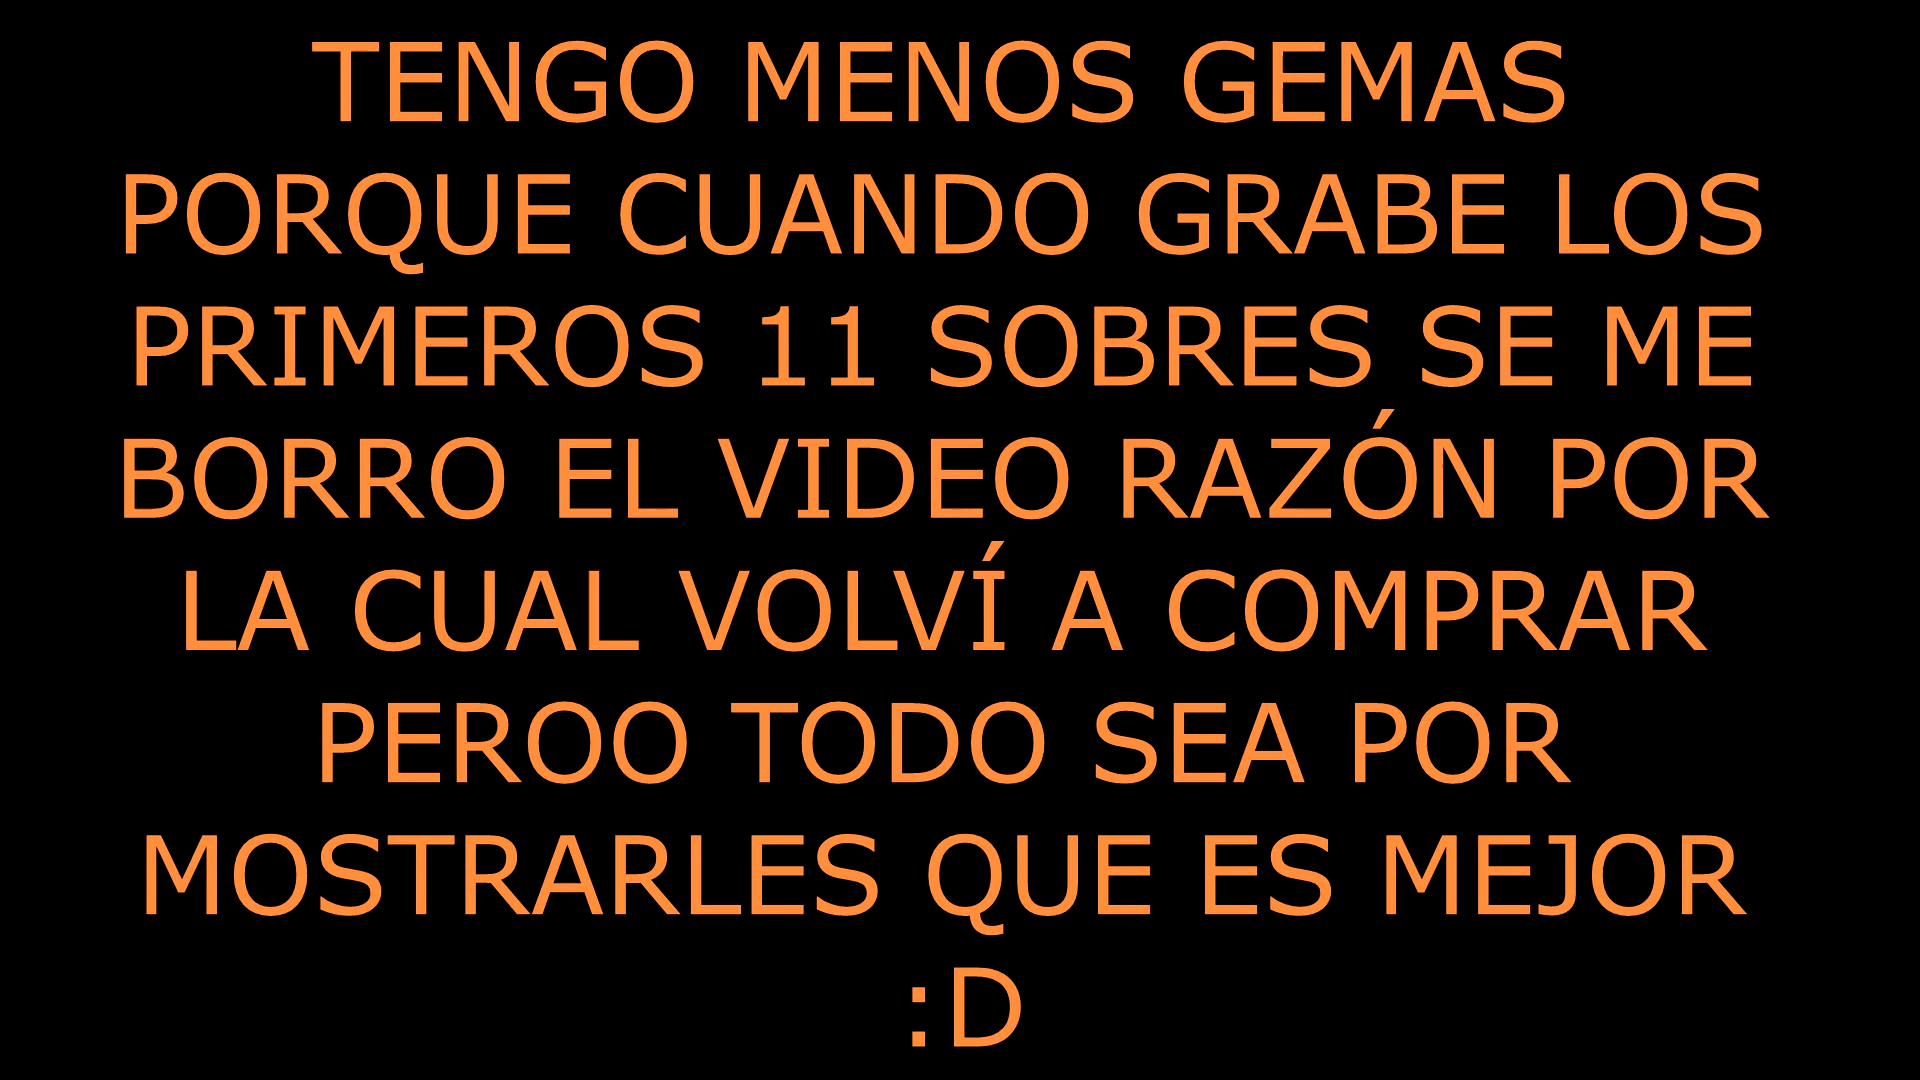 TENGO MENOS GEMAS
PORQUE CUANDO GRABE LOS
PRIMEROS 11 SOBRES SE ME
BORRO EL VIDEO RAZÓN POR
LA CUAL VOLVÍ A COMPRAR
PEROO TODO SEA POR
MOSTRARLES QUE ES MEJOR
:D